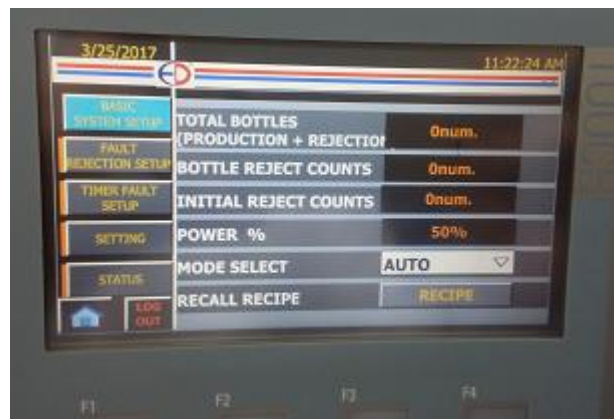 3/25/2017
11:22:24 AM
ED
BASIC
SYSTEM SETUP
FAULT
REJECTION SETUP
TIMER FAULT
SETUP
SETTING
STATUS
LOG
OUT
TOTAL BOTTLES
(PRODUCTION + REJECTION
0num.
BOTTLE REJECT COUNTS
0num.
INITIAL REJECT COUNTS
0num.
POWER %
50%
MODE SELECT
AUTO
RECALL RECIPE
RECIPE
F1
F2
F3
F4